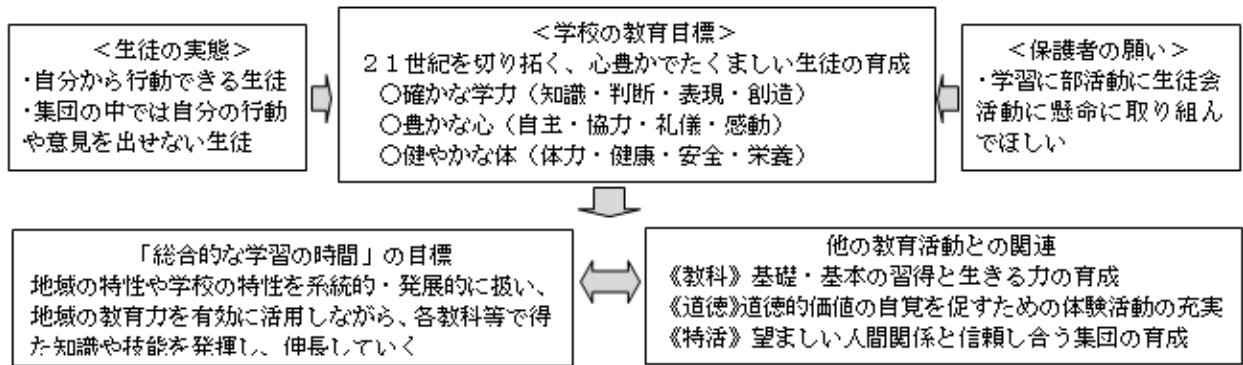 ＜生徒の実態＞
・自分から行動できる生徒
・集団の中では自分の行動
や意見を出せない生徒
＜学校の教育目標＞
２１世紀を切り拓く、心豊かでたくましい生徒の育成
○確かな学力（知識・判断・表現・創造）
○豊かな心（自主・協力・礼儀・感動）
○健やかな体（体力・健康・安全・栄養）
＜保護者の願い＞
・学習に部活動に生徒会
活動に懸命に取り組ん
でほしい
「総合的な学習の時間」の目標
地域の特性や学校の特性を系統的・発展的に扱い、
地域の教育力を有効に活用しながら、各教科等で得
た知識や技能を発揮し、伸長していく
他の教育活動との関連
《教科》基礎・基本の習得と生きる力の育成
《道徳》道徳的価値の自覚を促すための体験活動の充実
《特活》望ましい人間関係と信頼し合う集団の育成